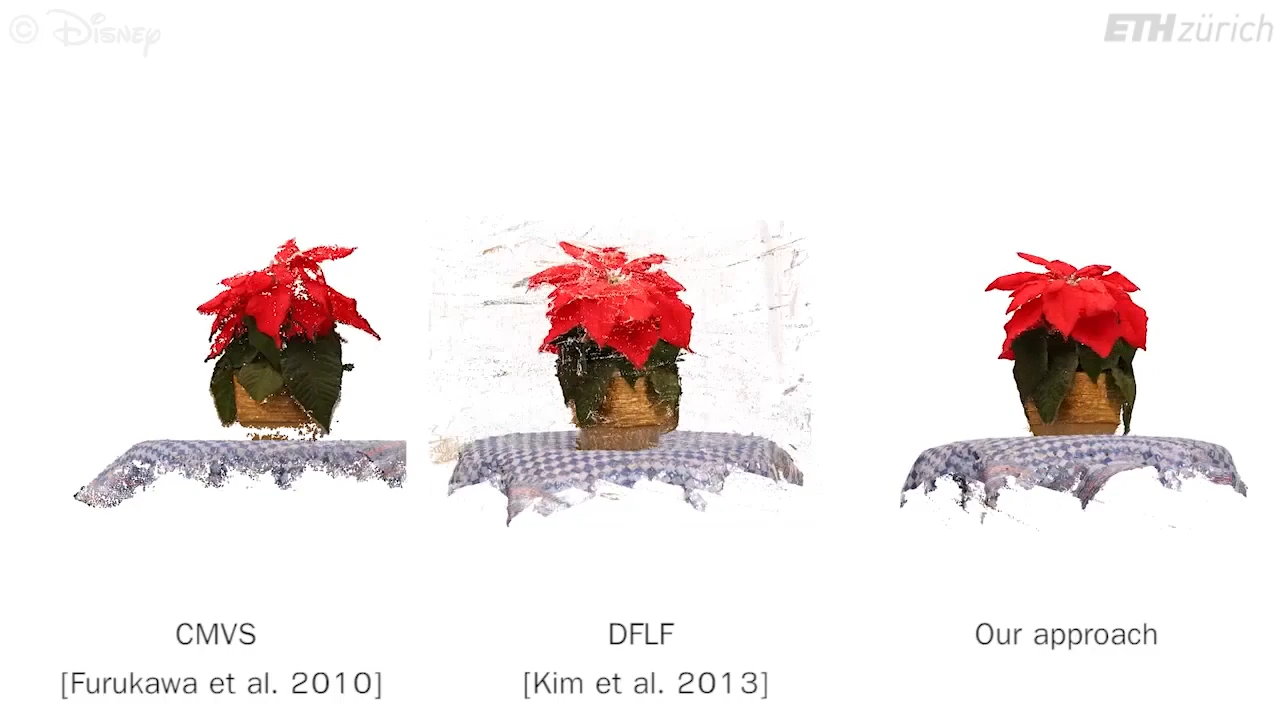 © Disney
ETH zürich
CMVS
DFLF
Our approach
[Furukawa et al. 2010]
[Kim et al. 2013]